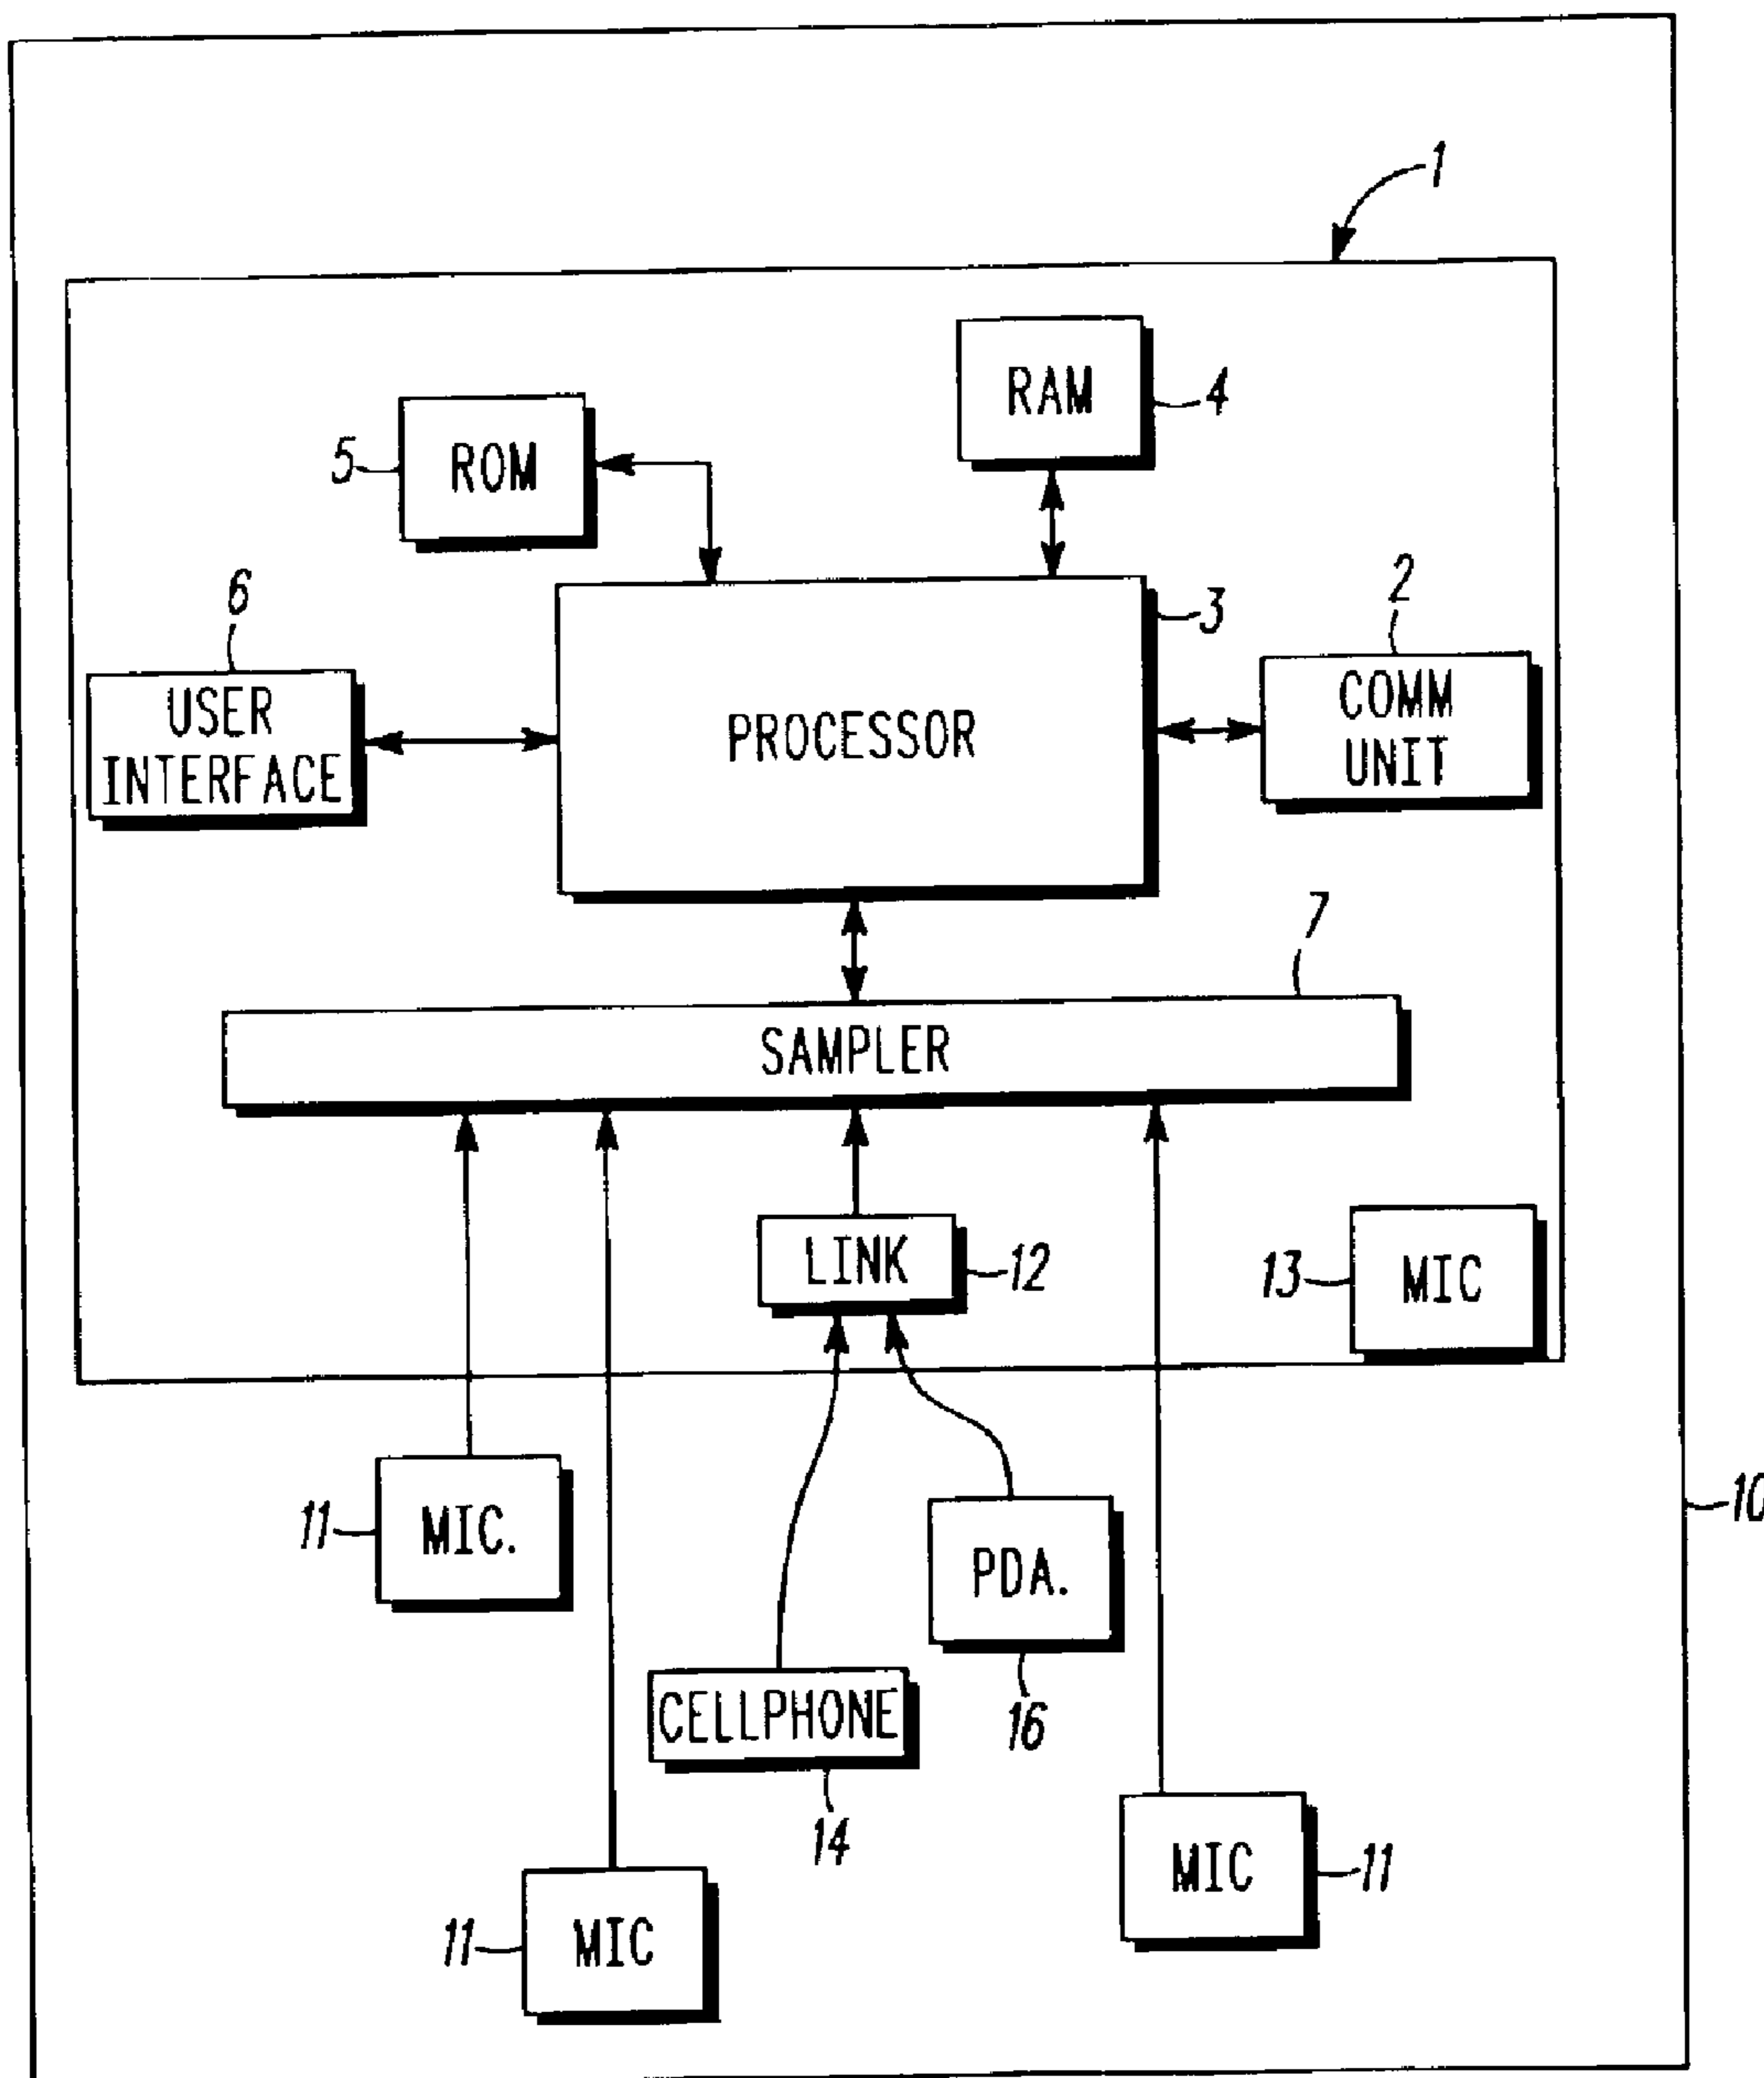 1
RAM
4
5
ROM
6
3
2
USER
INTERFACE
PROCESSOR
COMM
UNIT
7
SAMPLER
LINK
12
13
MIC
11
MIC.
PDA.
10
CELLPHONE
16
14
MIC
11
11
MIC